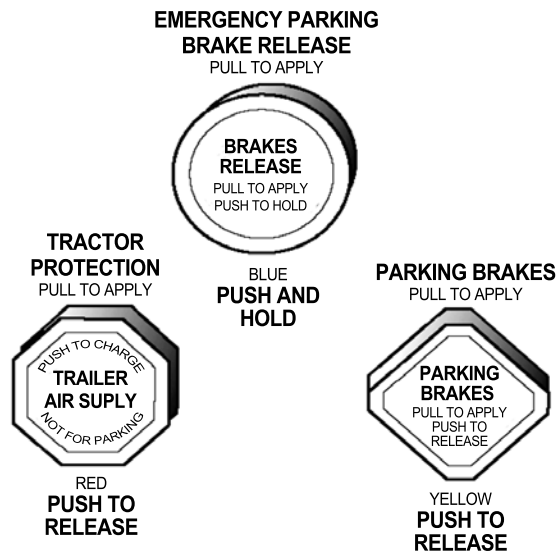 EMERGENCY PARKING
BRAKE RELEASE
PULL TO APPLY
BRAKES
RELEASE
PULL TO APPLY
PUSH TO HOLD
BLUE
PUSH AND
HOLD
TRACTOR
PROTECTION
PULL TO APPLY
PUSH TO CHARGE
TRAILER
AIR SUPLY
NOT FOR PARKING
RED
PUSH TO
RELEASE
PARKING BRAKES
PULL TO APPLY
PARKING
BRAKES
PULL TO APPLY
PUSH TO
RELEASE
YELLOW
PUSH TO
RELEASE